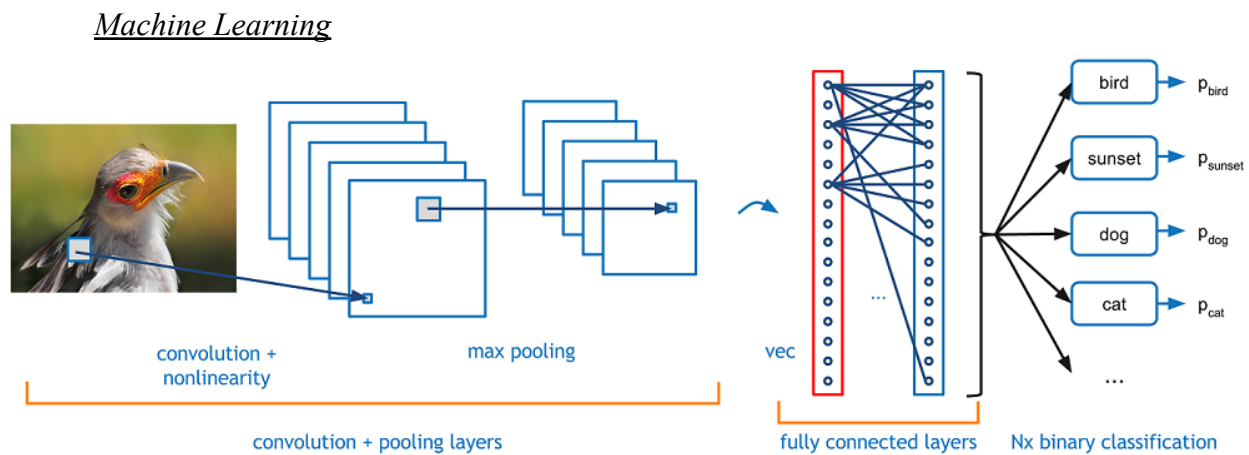 Machine Learning
bird
p_bird
sunset
p_sunset
dog
p_dog
cat
p_cat
...
...
convolution +
nonlinearity
max pooling
vec
convolution + pooling layers
fully connected layers
Nx binary classification